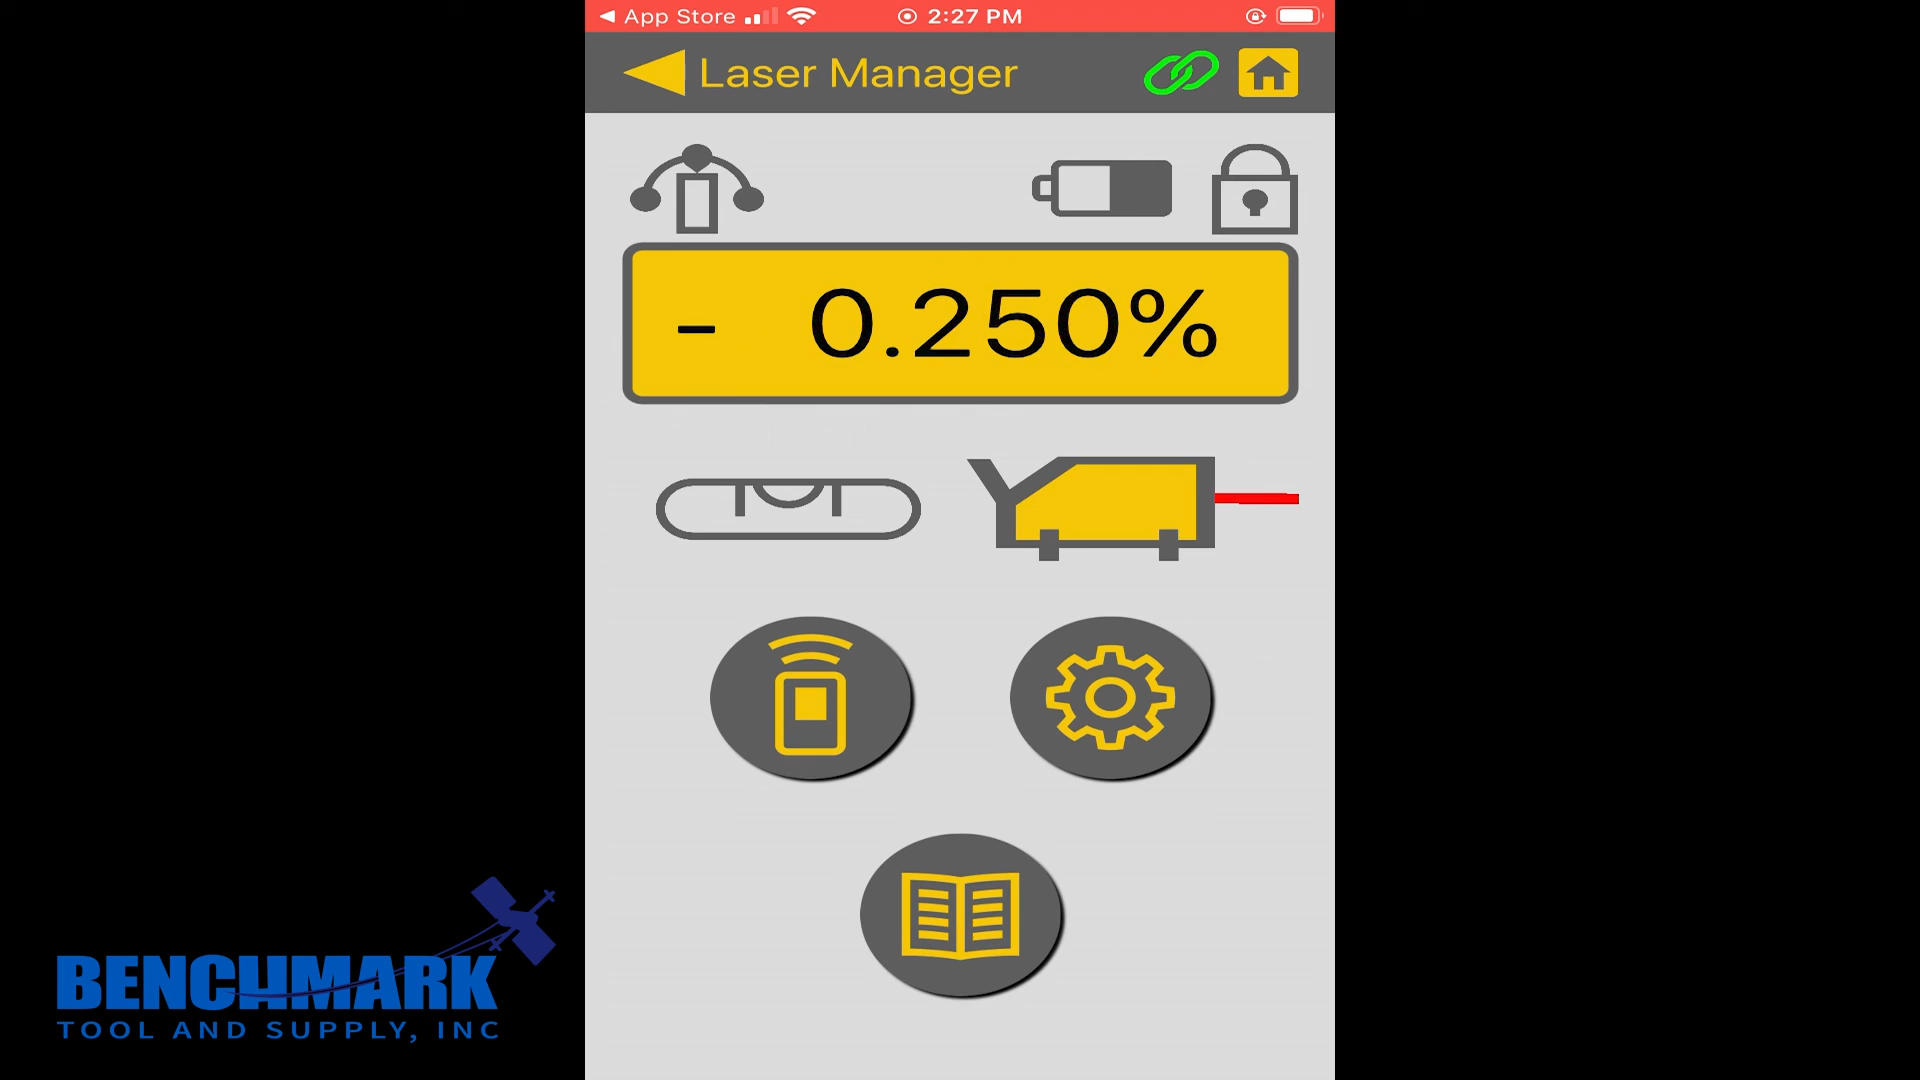 App Store
2:27 PM
Laser Manager
- 0.250%
BENCHMARK
TOOL AND SUPPLY, INC